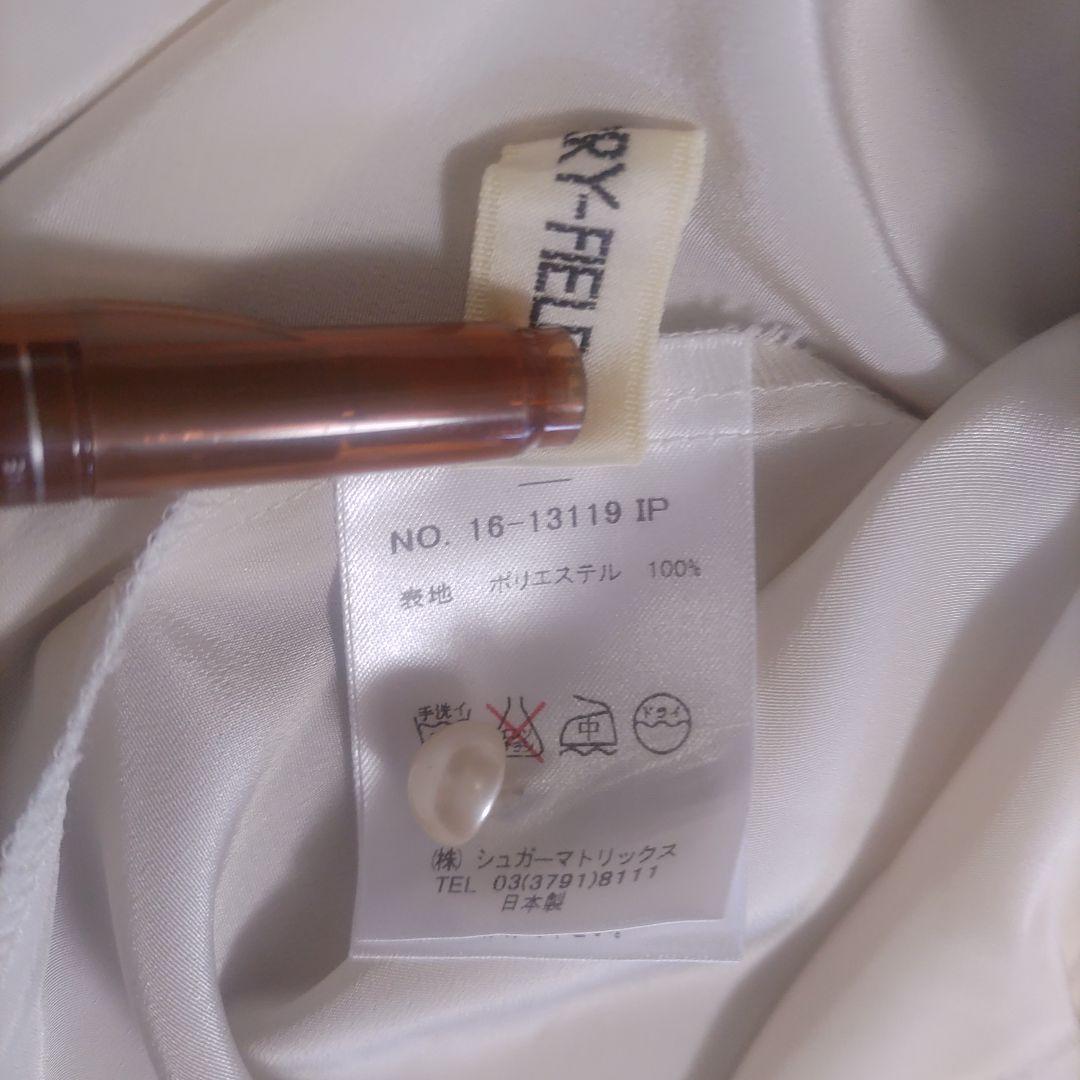 RY-FIEL
NO. 16-13119 IP
表地 ポリエステル 100%
手洗イ 中 ドライ
㈱ シュガーマトリックス
TEL 03(3791)8111
日本製